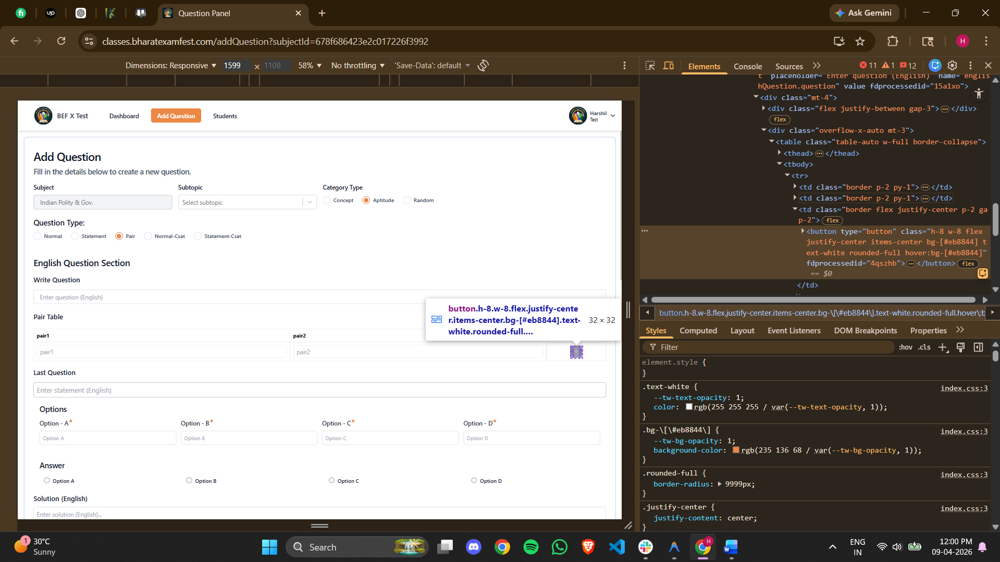 Question Panel
Ask Gemini
classes.bharatexamfest.com/addQuestion?subjectId=678f686423e2c017226f3992
H
Dimensions: Responsive 1599 × 1108 58% No throttling 'Save-Data': default
Elements Console Sources 11 1 12
BEF X Test Dashboard Add Question Students Harshil
Test
Add Question
Fill in the details below to create a new question.
Subject Subtopic Category Type
Indian Polity & Gov. Select subtopic Concept Aptitude Random
Question Type:
Normal Statement Pair Normal-Csat Statement-Csat
English Question Section
Write Question
Enter question (English)
Pair Table
pair1 pair2
pair1 pair2
button.h-8.w-8.flex.justify-cente
r.items-center.bg-[#eb8844].text-
white.rounded-full....
32 × 32
Last Question
Enter statement (English)
Options
Option - A* Option - B* Option - C* Option - D*
Option A Option B Option C Option D
Answer
Option A Option B Option C Option D
Solution (English)
Enter solution (English)...
t" placeholder="Enter question (English)" name="englis
hQuestion.question" value fdprocessedid="15a1xo">
<div class="mt-4">
<div class="flex justify-between gap-3"> </div>
flex
<div class="overflow-x-auto mt-3">
<table class="table-auto w-full border-collapse">
<thead> </thead>
<tbody>
<tr>
<td class="border p-2 py-1"> </td>
<td class="border p-2 py-1"> </td>
<td class="border flex justify-center p-2 ga
p-2"> flex
<button type="button" class="h-8 w-8 flex
justify-center items-center bg-[#eb8844] t
ext-white rounded-full hover:bg-[#eb8844]"
fdprocessedid="4qszhb"> </button> flex
== $0
</td>
button.h-8.w-8.flex.justify-center.items-center.bg-\[\#eb8844\].text-white.rounded-full.hover\:b
Styles Computed Layout Event Listeners DOM Breakpoints Properties
Filter :hov .cls
element.style {
}
.text-white { index.css:3
--tw-text-opacity: 1;
color: rgb(255 255 255 / var(--tw-text-opacity, 1));
}
.bg-\[\#eb8844\] { index.css:3
--tw-bg-opacity: 1;
background-color: rgb(235 136 68 / var(--tw-bg-opacity, 1));
}
.rounded-full { index.css:3
border-radius: 9999px;
}
.justify-center { index.css:3
justify-content: center;
}
1 30°C
Sunny
Search
ENG
IN
12:00 PM
09-04-2026